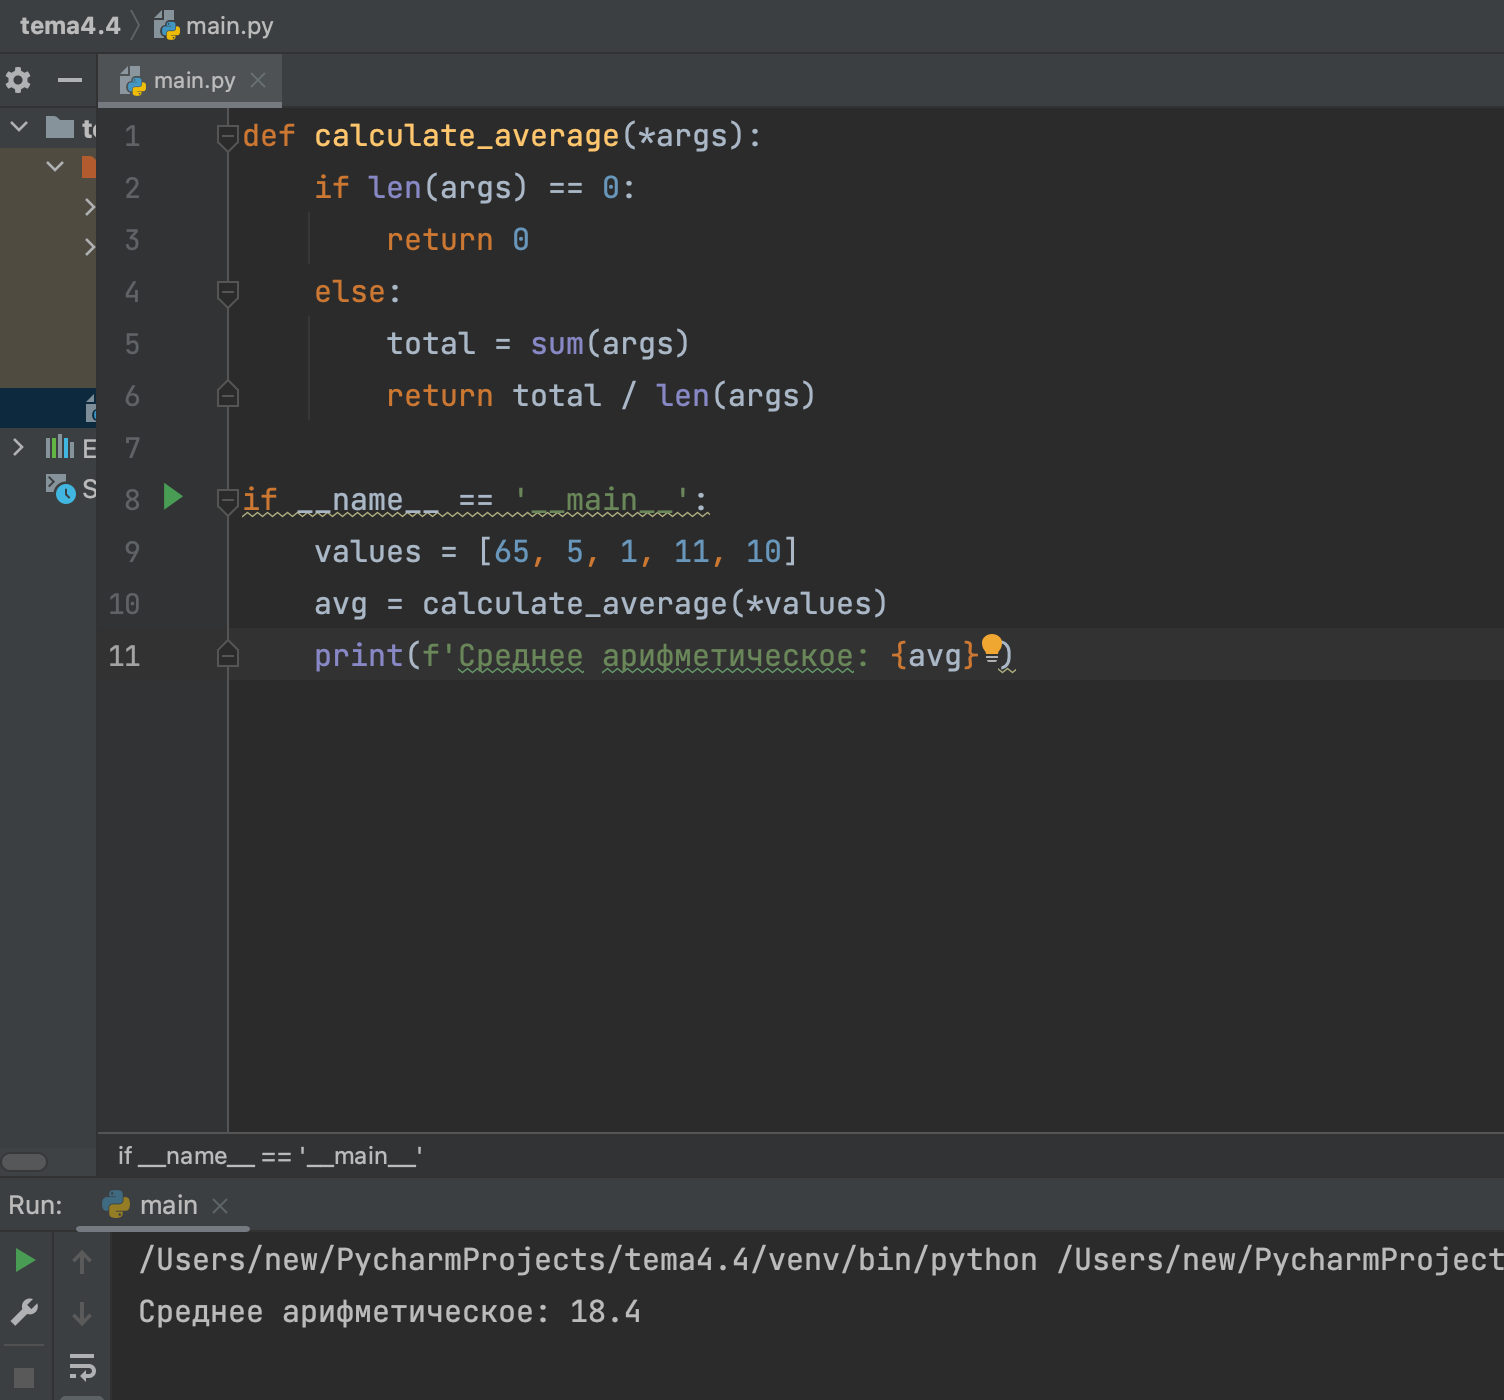 tema4.4 main.py
main.py
1 def calculate_average(*args):
2 if len(args) == 0:
3 return 0
4 else:
5 total = sum(args)
6 return total / len(args)
7
8 if __name__ == '__main__':
9 values = [65, 5, 1, 11, 10]
10 avg = calculate_average(*values)
11 print(f'Среднее арифметическое: {avg})
if __name__ == '__main__'
Run: main
/Users/new/PycharmProjects/tema4.4/venv/bin/python /Users/new/PycharmProject
Среднее арифметическое: 18.4